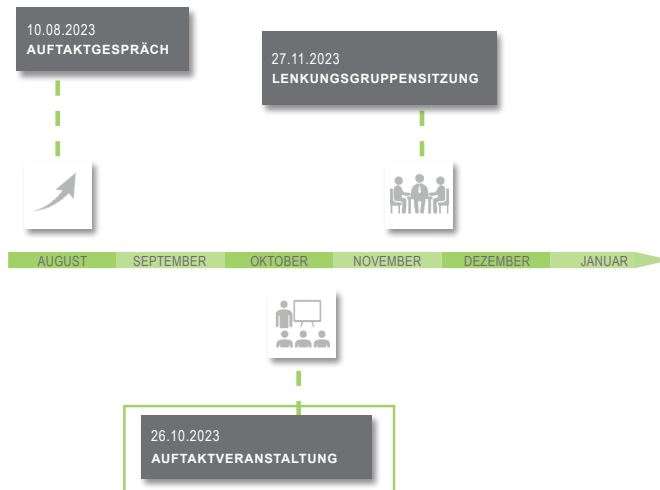 10.08.2023
AUFTAKTGESPRÄCH
27.11.2023
LENKUNGSGRUPPENSITZUNG
AUGUST SEPTEMBER OKTOBER NOVEMBER DEZEMBER JANUAR
26.10.2023
AUFTAKTVERANSTALTUNG